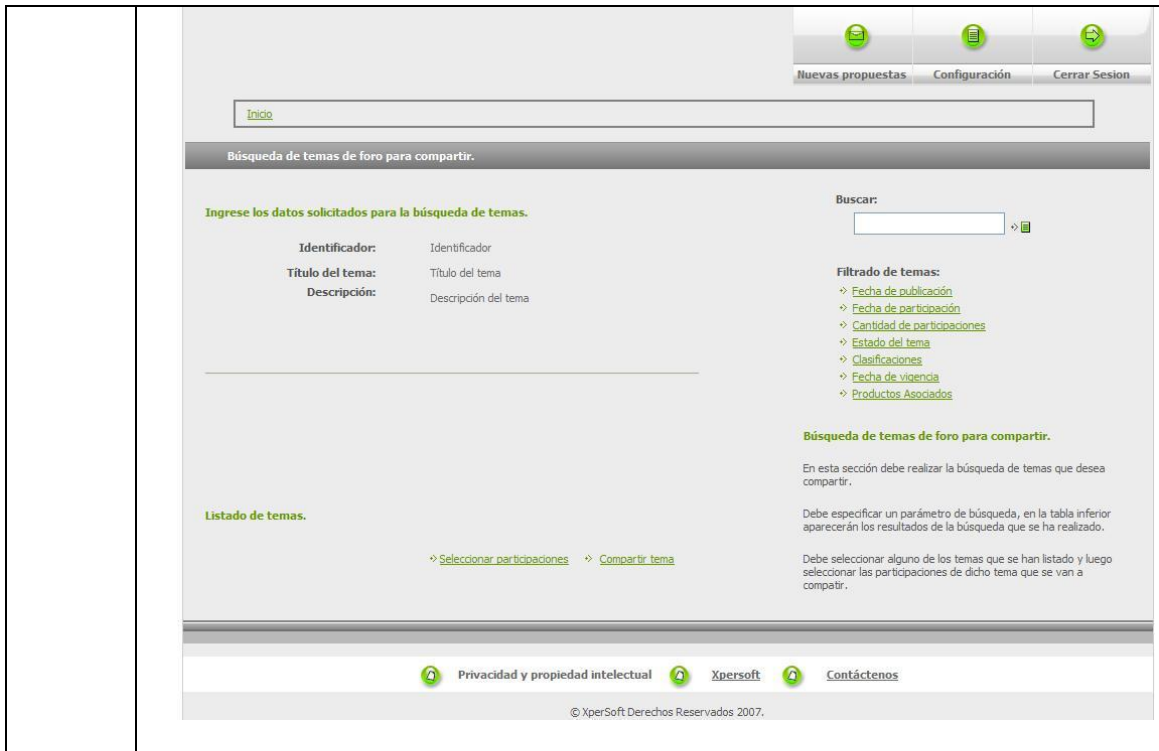 Nuevas propuestas Configuración Cerrar Sesion
Inicio
Búsqueda de temas de foro para compartir.
Ingrese los datos solicitados para la búsqueda de temas.
Identificador: Identificador
Título del tema: Título del tema
Descripción: Descripción del tema
Listado de temas.
Seleccionar participaciones Compartir tema
Buscar:
Filtrado de temas:
Fecha de publicación
Fecha de participación
Cantidad de participaciones
Estado del tema
Clasificaciones
Fecha de vigencia
Productos Asociados
Búsqueda de temas de foro para compartir.
En esta sección debe realizar la búsqueda de temas que desea
compartir.
Debe especificar un parámetro de búsqueda, en la tabla inferior
aparecerán los resultados de la búsqueda que se ha realizado.
Debe seleccionar alguno de los temas que se han listado y luego
seleccionar las participaciones de dicho tema que se van a
compatir.
Privacidad y propiedad intelectual Xpersoft Contáctenos
© XperSoft Derechos Reservados 2007.